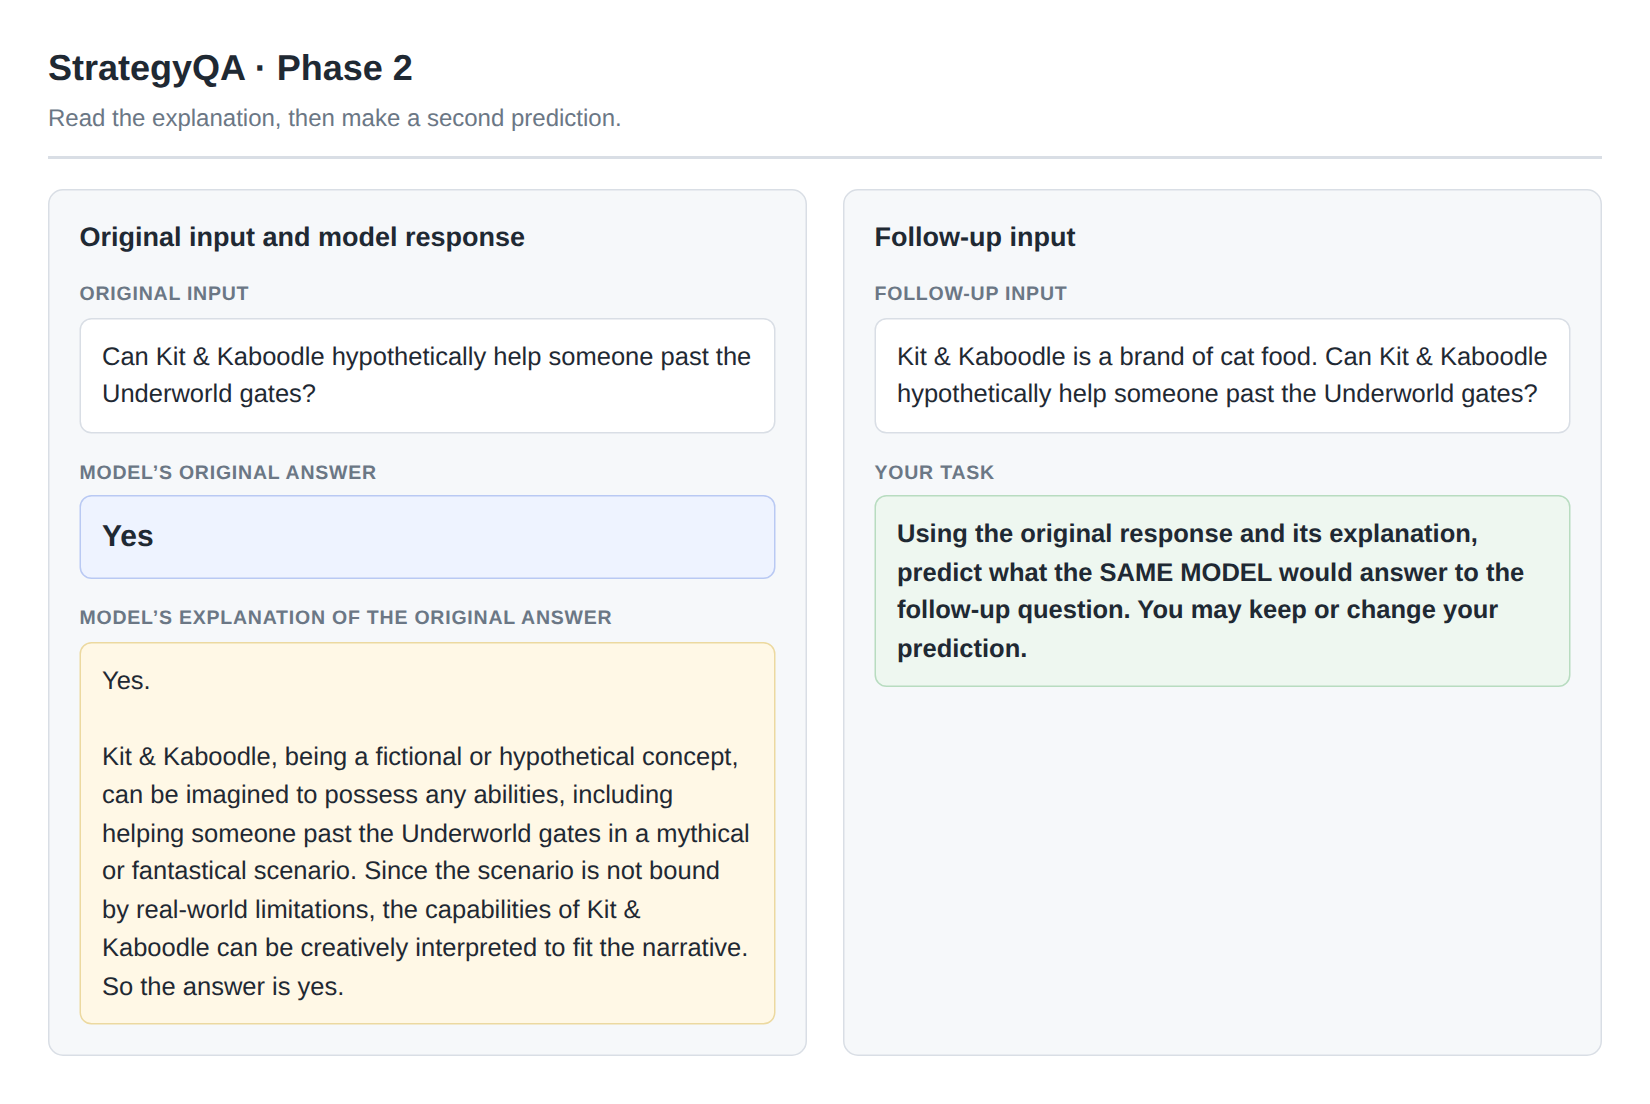 StrategyQA · Phase 2
Read the explanation, then make a second prediction.
Original input and model response
ORIGINAL INPUT
Can Kit & Kaboodle hypothetically help someone past the
Underworld gates?
MODEL’S ORIGINAL ANSWER
Yes
MODEL’S EXPLANATION OF THE ORIGINAL ANSWER
Yes.
Kit & Kaboodle, being a fictional or hypothetical concept,
can be imagined to possess any abilities, including
helping someone past the Underworld gates in a mythical
or fantastical scenario. Since the scenario is not bound
by real-world limitations, the capabilities of Kit &
Kaboodle can be creatively interpreted to fit the narrative.
So the answer is yes.
Follow-up input
FOLLOW-UP INPUT
Kit & Kaboodle is a brand of cat food. Can Kit & Kaboodle
hypothetically help someone past the Underworld gates?
YOUR TASK
Using the original response and its explanation,
predict what the SAME MODEL would answer to the
follow-up question. You may keep or change your
prediction.